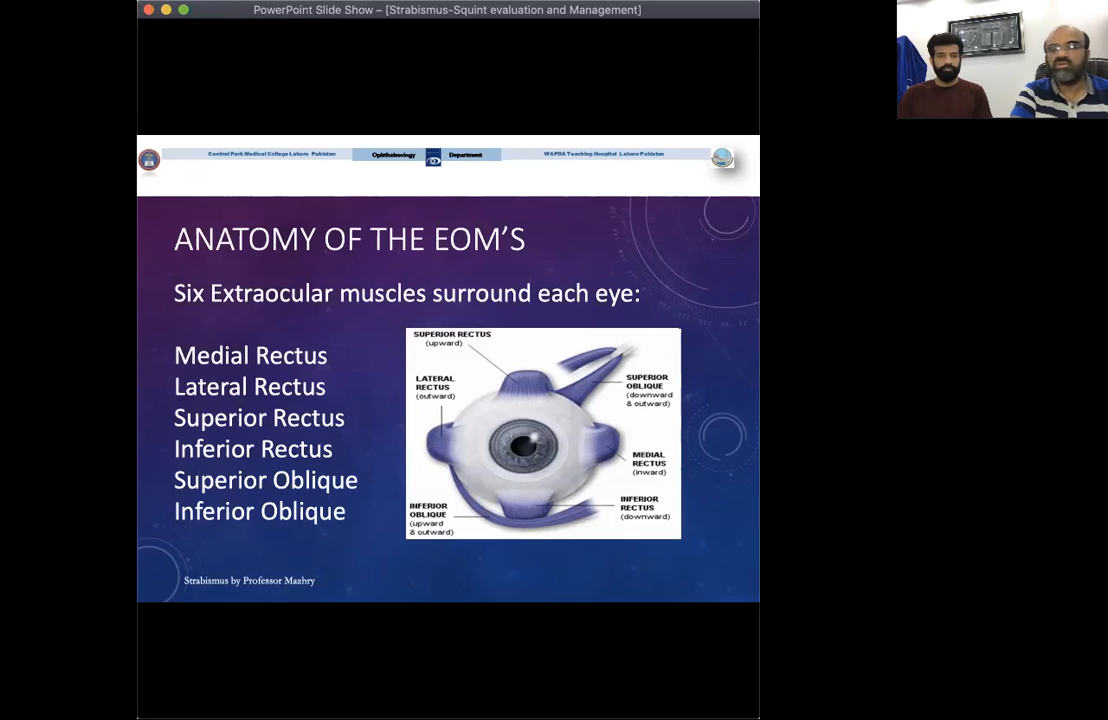 PowerPoint Slide Show – [Strabismus-Squint evaluation and Management]
Central Park Medical College Lahore Pakistan
Ophthalmology Department
WAPDA Teaching Hospital Lahore Pakistan
ANATOMY OF THE EOM'S
Six Extraocular muscles surround each eye:
Medial Rectus
Lateral Rectus
Superior Rectus
Inferior Rectus
Superior Oblique
Inferior Oblique
SUPERIOR RECTUS
(upward)
LATERAL
RECTUS
(outward)
SUPERIOR
OBLIQUE
(downward
& outward)
MEDIAL
RECTUS
(inward)
INFERIOR
RECTUS
(downward)
INFERIOR
OBLIQUE
(upward
& outward)
Strabismus by Professor Mazhry